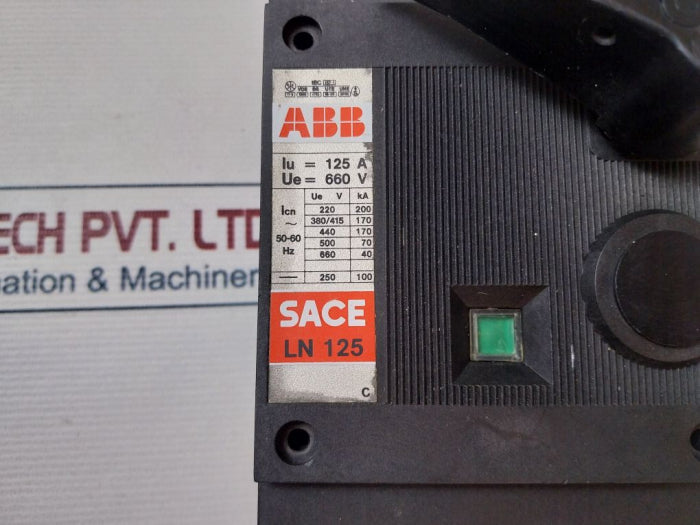 ABB
Iu = 125 A
Ue = 660 V
Ue V kA
Icn 220 200
~ 380/415 170
50-60 440 170
Hz 500 70
660 40
— 250 100
SACE
LN 125
C
ECH PVT. LTD
ation & Machiner